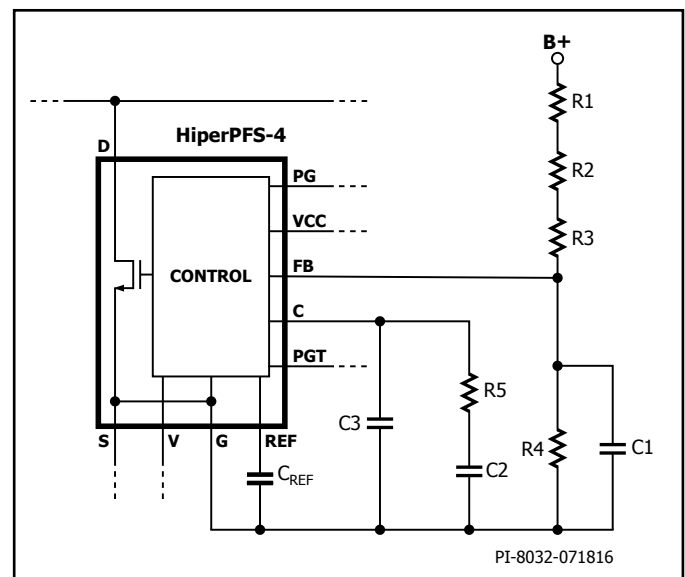 B+
R1
HiperPFS-4
D
PG
R2
VCC
R3
CONTROL
FB
C
PGT
R5
C3
R4
C1
S
V
G
REF
C2
CREF
PI-8032-071816